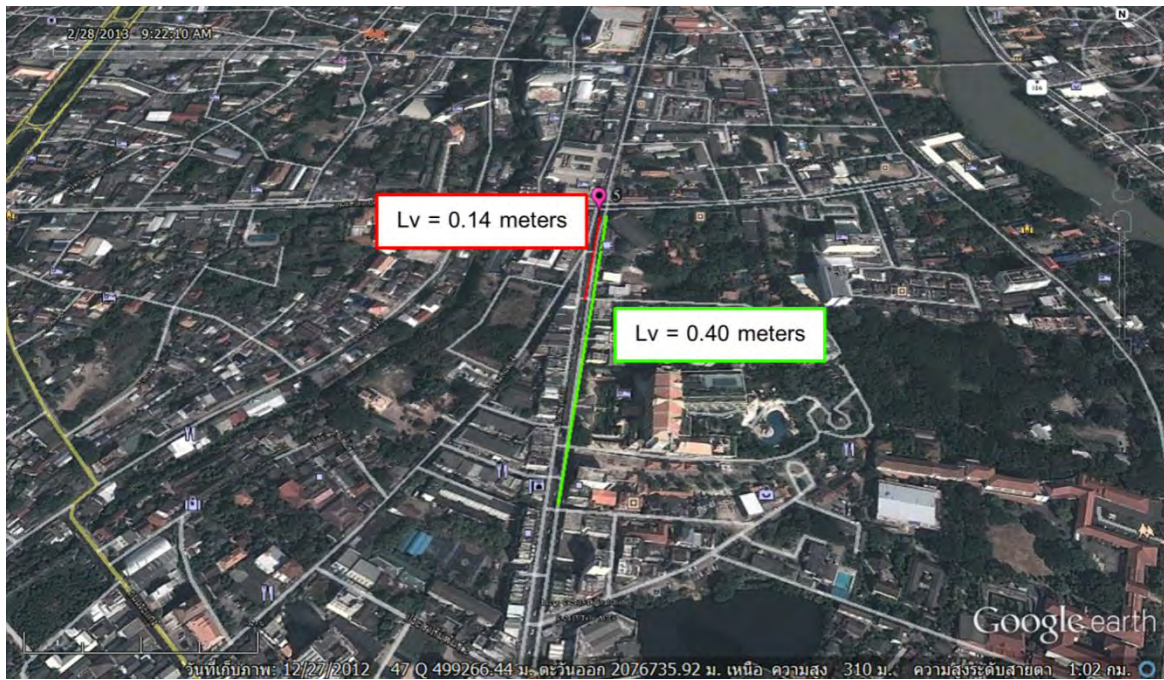 2/28/2013 9:22:10 AM
N
5
Lv = 0.14 meters
Lv = 0.40 meters
Google earth
วันที่เก็บภาพ: 12/27/2012 47 Q 499266.44 ม. ตะวันออก 2076735.92 ม. เหนือ ความสูง 310 ม. ความสูงระดับสายตา 1.02 กม.